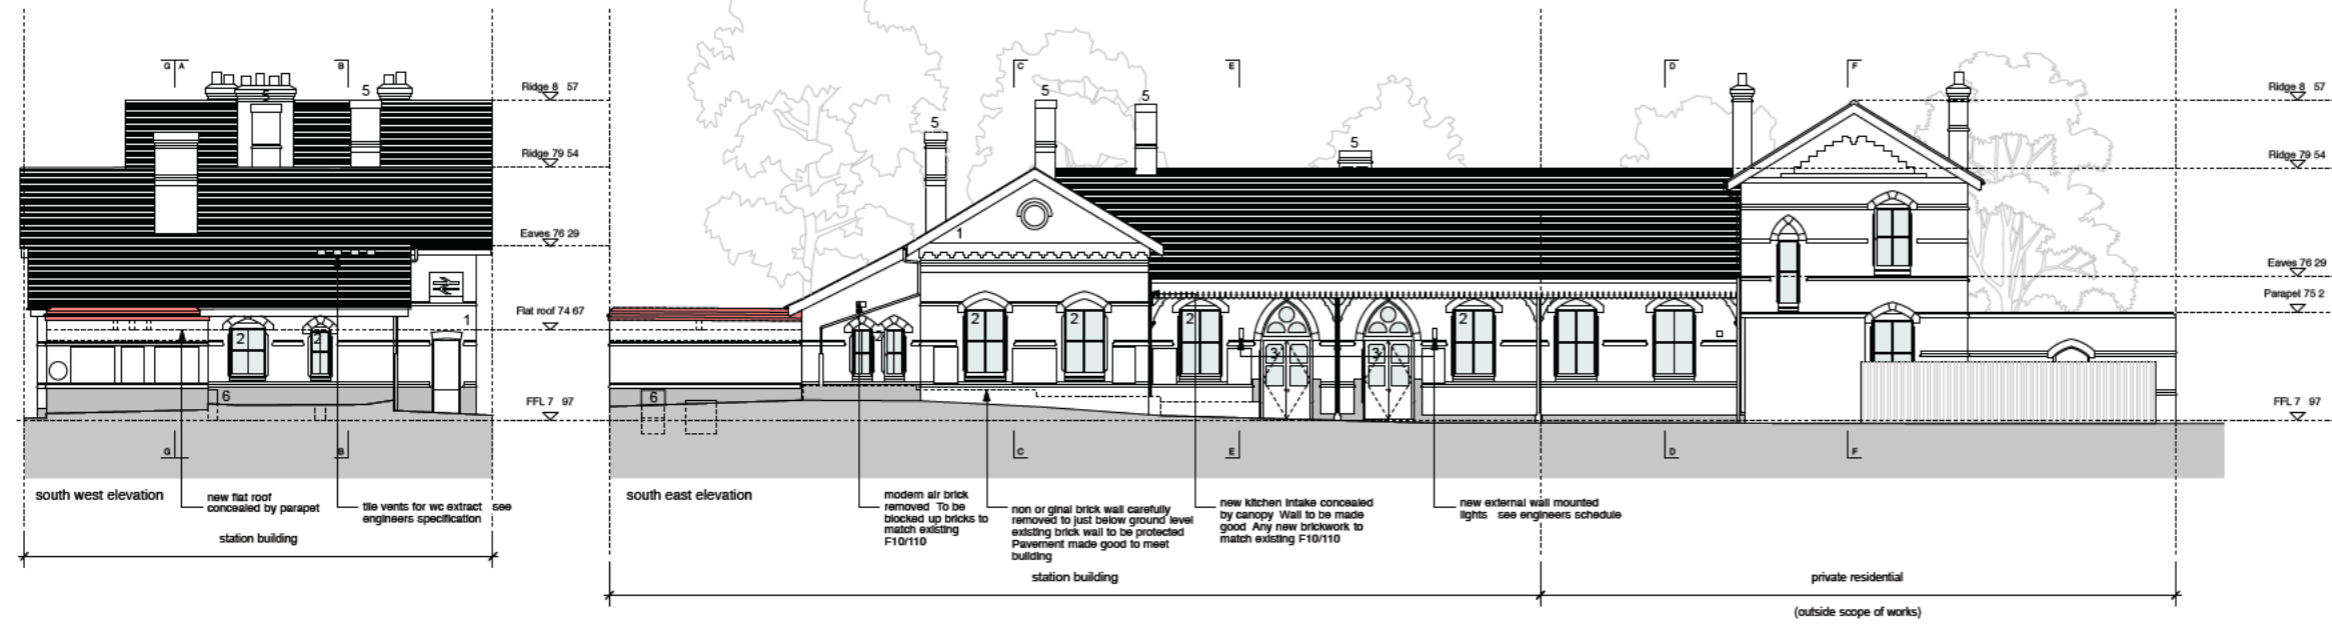 G A
B
C
E
D
F
5
5
5
5
5
5
Ridge 8 57
Ridge 79 54
Eaves 76 29
Flat roof 74 67
FFL 7 97
Ridge 8 57
Ridge 79 54
Eaves 76 29
Parapet 75 2
FFL 7 97
1
1
2
2
2
2
2
2
2
3
3
6
6
G
B
C
E
D
F
south west elevation
new flat roof
concealed by parapet
tile vents for wc extract see
engineers specification
station building
south east elevation
modern air brick
removed To be
blocked up bricks to
match existing
F10/110
non or ginal brick wall carefully
removed to just below ground level
existing brick wall to be protected
Pavement made good to meet
building
new kitchen intake concealed
by canopy Wall to be made
good Any new brickwork to
match existing F10/110
new external wall mounted
lights see engineers schedule
station building
private residential
(outside scope of works)